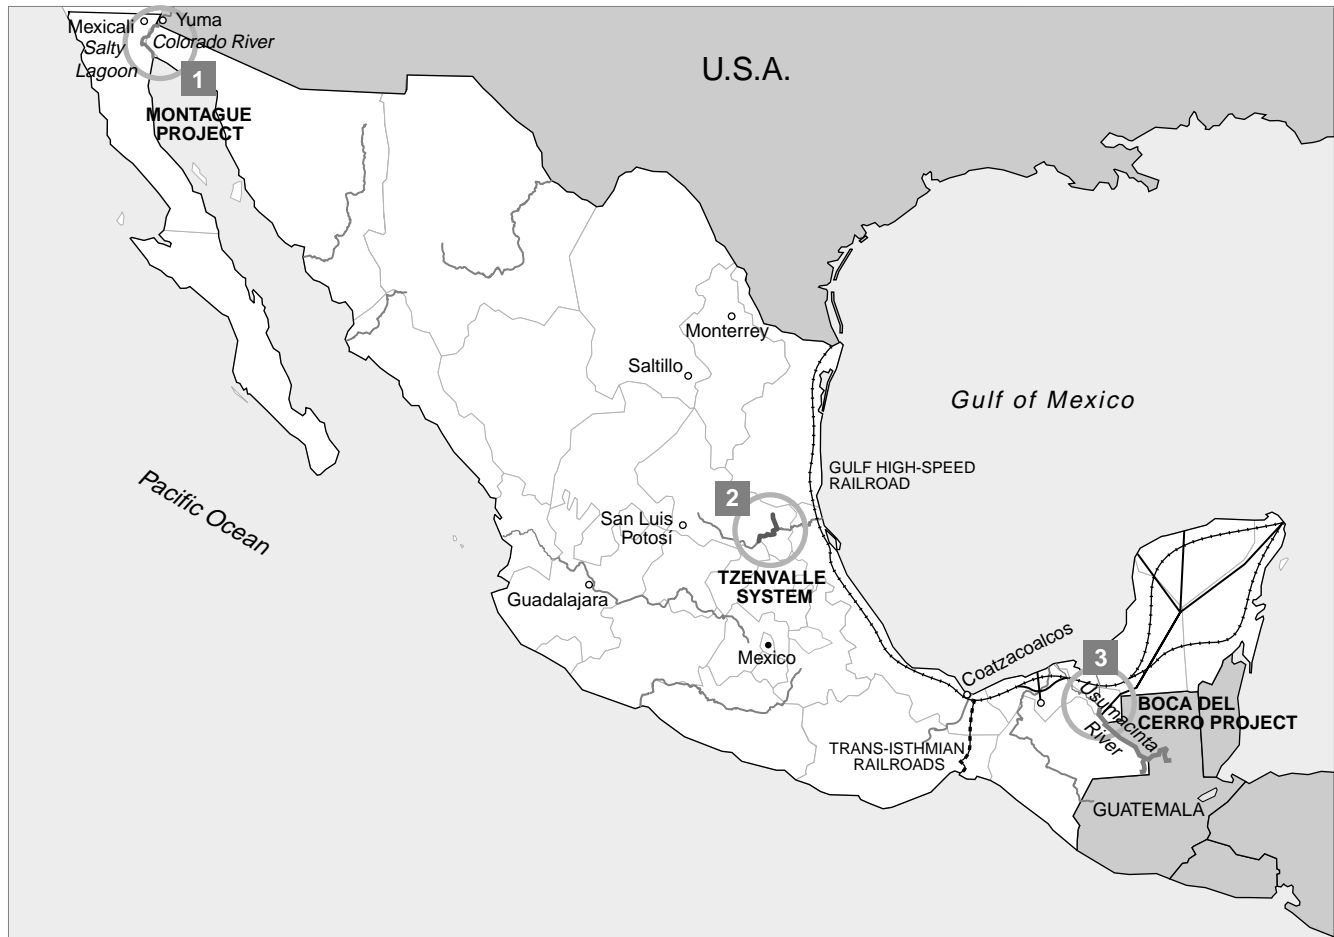 Mexicali
Yuma
Salty
Lagoon
Colorado River
1
MONTAGUE
PROJECT
U.S.A.
Monterrey
Saltillo
Gulf of Mexico
Pacific Ocean
GULF HIGH-SPEED
RAILROAD
2
San Luis
Potosí
TZENVALLE
SYSTEM
Guadalajara
Mexico
Coatzacoalcos
3
Usumacinta
River
BOCA DEL
CERRO PROJECT
TRANS-ISTHMIAN
RAILROADS
GUATEMALA